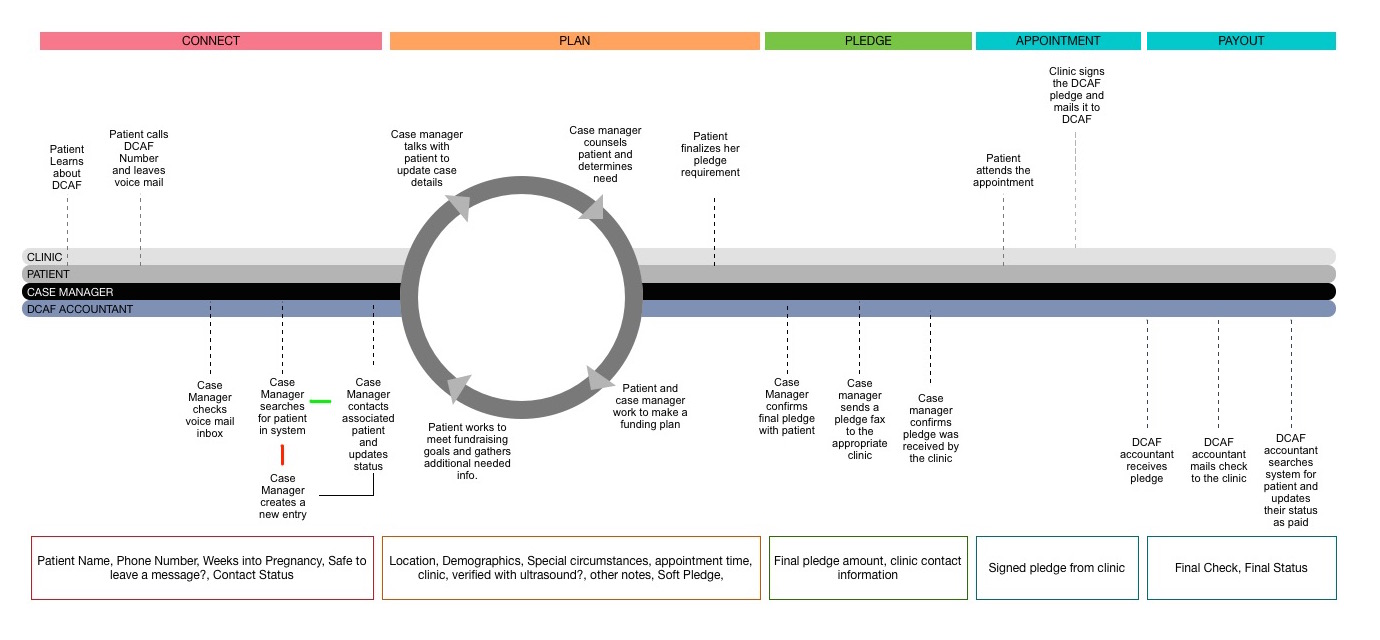 CONNECT
PLAN
PLEDGE
APPOINTMENT
PAYOUT
Patient
Learns
about
DCAF
Patient calls
DCAF
Number
and leaves
voice mail
Case manager
talks with
patient to
update case
details
Case manager
counsels
patient and
determines
need
Patient
finalizes her
pledge
requirement
Patient
attends the
appointment
Clinic signs
the DCAF
pledge and
mails it to
DCAF
CLINIC
PATIENT
CASE MANAGER
DCAF ACCOUNTANT
Case
Manager
checks
voice mail
inbox
Case
Manager
searches
for patient
in system
Case
Manager
contacts
associated
patient
and
updates
status
Case
Manager
creates a
new entry
Patient works to
meet fundraising
goals and gathers
additional needed
info.
Patient and
case manager
work to make a
funding plan
Case
Manager
confirms
final pledge
with patient
Case
manager
sends a
pledge fax
to the
appropriate
clinic
Case
manager
confirms
pledge was
received by
the clinic
DCAF
accountant
receives
pledge
DCAF
accountant
mails check
to the clinic
DCAF
accountant
searches
system for
patient and
updates
their status
as paid
Patient Name, Phone Number, Weeks into Pregnancy, Safe to
leave a message?, Contact Status
Location, Demographics, Special circumstances, appointment time,
clinic, verified with ultrasound?, other notes, Soft Pledge,
Final pledge amount, clinic contact
information
Signed pledge from clinic
Final Check, Final Status